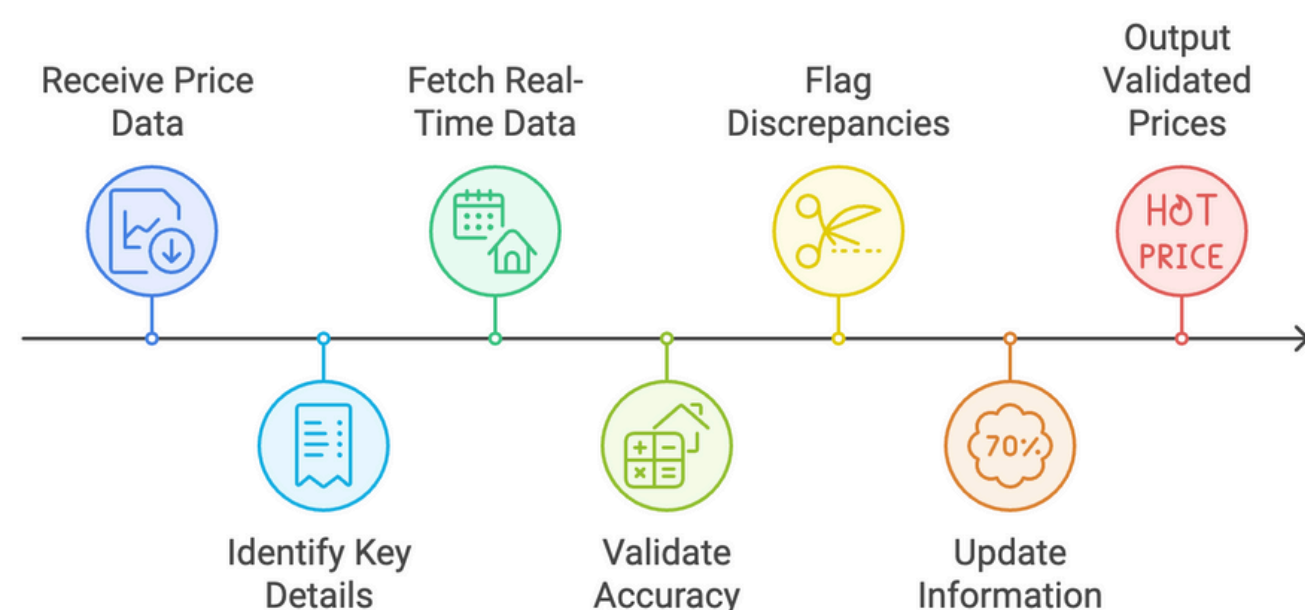 Receive Price
Data
Identify Key
Details
Fetch Real-
Time Data
Validate
Accuracy
Flag
Discrepancies
Update
Information
70%
Output
Validated
Prices
HOT
PRICE